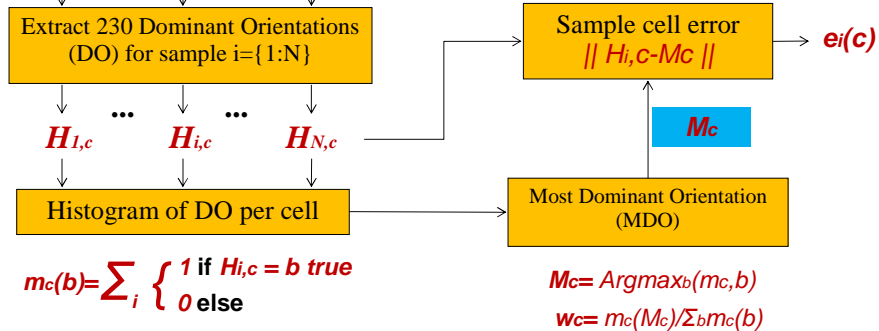 Extract 230 Dominant Orientations
(DO) for sample i={1:N}
Sample cell error
|| Hi,c-Mc ||
ei(c)
... ...
H1,c Hi,c HN,c
Mc
Histogram of DO per cell
Most Dominant Orientation
(MDO)
mc(b)=∑i { 1 if Hi,c = b true
0 else
Mc= Argmaxb(mc,b)
wc= mc(Mc)/Σbmc(b)